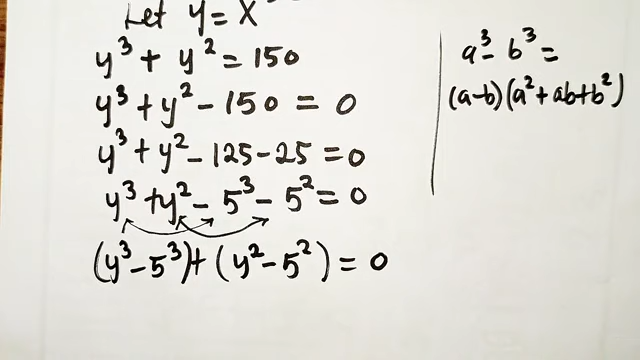 Let y = x
y³ + y² = 150
y³ + y² - 150 = 0
y³ + y² - 125 - 25 = 0
y³ + y² - 5³ - 5² = 0
(y³ - 5³) + (y² - 5²) = 0
a³ - b³ =
(a-b)(a² + ab + b²)